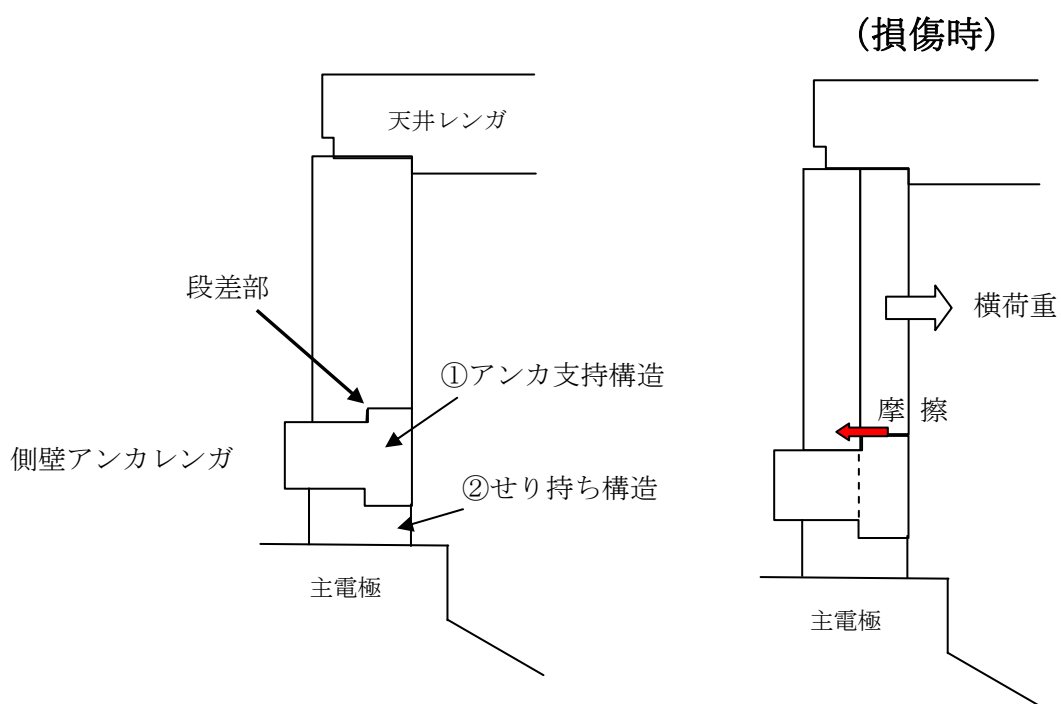 （損傷時）
天井レンガ
段差部
①アンカ支持構造
側壁アンカレンガ
②せり持ち構造
主電極
横荷重
摩 擦
主電極